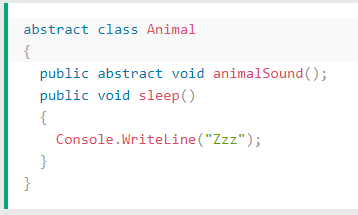 abstract class Animal
{
  public abstract void animalSound();
  public void sleep()
  {
    Console.WriteLine("Zzz");
  }
}